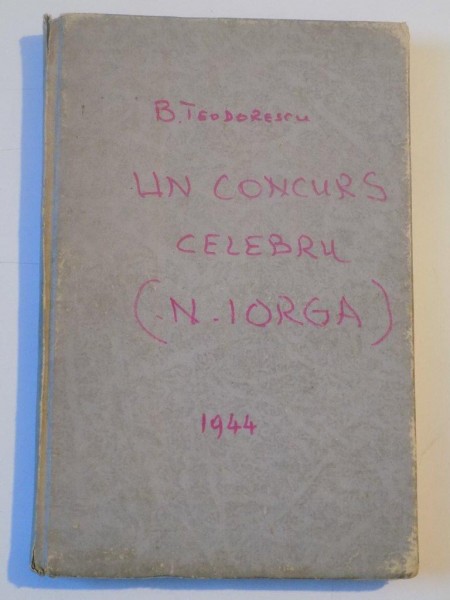 B. TEODORESCU
UN CONCURS
CELEBRU
(.N.IORGA)
1944